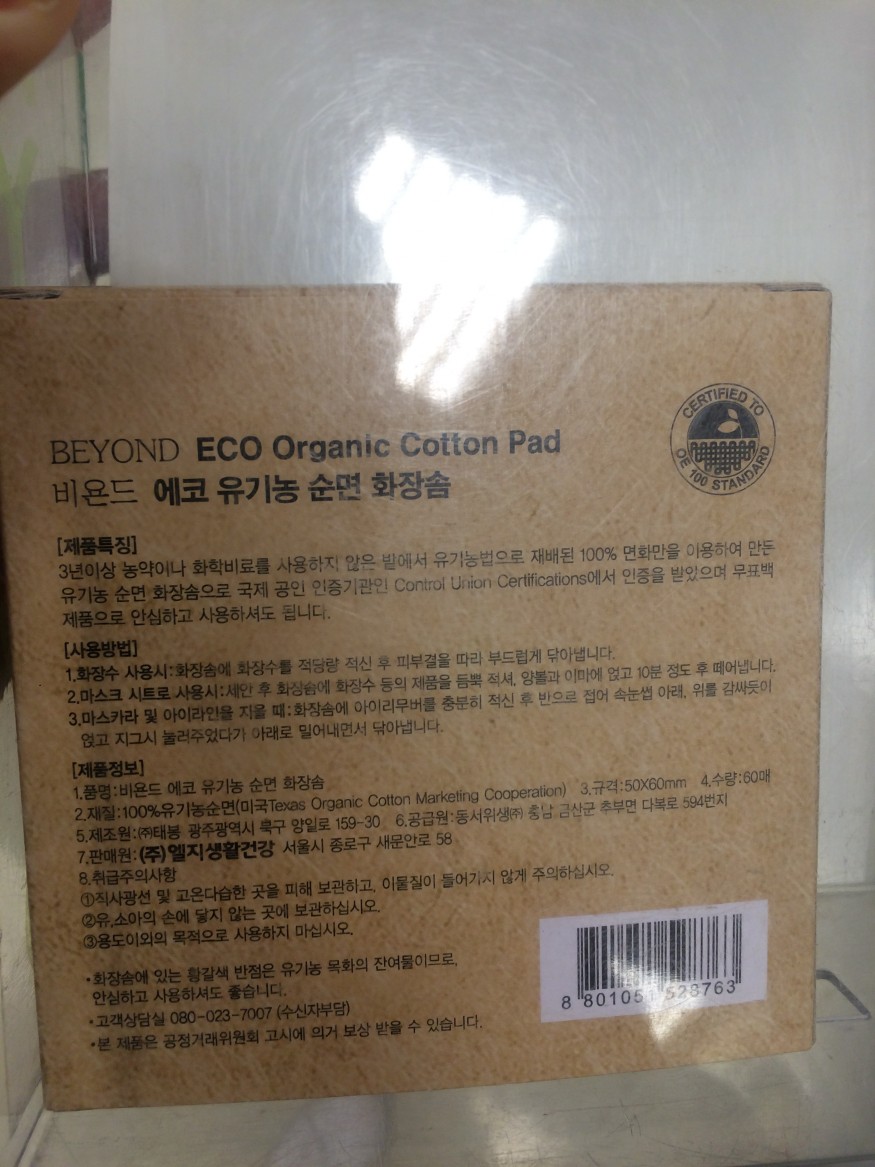 BEYOND ECO Organic Cotton Pad
비욘드 에코 유기농 순면 화장솜
CERTIFIED TO
OE 100 STANDARD
[제품특징]
3년이상 농약이나 화학비료를 사용하지 않은 밭에서 유기농법으로 재배된 100% 면화만을 이용하여 만든
유기농 순면 화장솜으로 국제 공인 인증기관인 Control Union Certifications에서 인증을 받았으며 무표백
제품으로 안심하고 사용하셔도 됩니다.
[사용방법]
1.화장수 사용시:화장솜에 화장수를 적당량 적신 후 피부결을 따라 부드럽게 닦아냅니다.
2.마스크 시트로 사용시:세안 후 화장솜에 화장수 등의 제품을 듬뿍 적셔, 양볼과 이마에 얹고 10분 정도 후 떼어냅니다.
3.마스카라 및 아이라인을 지울 때:화장솜에 아이리무버를 충분히 적신 후 반으로 접어 속눈썹 아래, 위를 감싸듯이
얹고 지그시 눌러주었다가 아래로 밀어내면서 닦아냅니다.
[제품정보]
1.품명:비욘드 에코 유기농 순면 화장솜
2.재질:100%유기농순면(미국Texas Organic Cotton Marketing Cooperation) 3.규격:50X60mm 4.수량:60매
5.제조원:㈜태봉 광주광역시 북구 양일로 159-30 6.공급원:동서위생㈜ 충남 금산군 추부면 다복로 594번지
7.판매원:(주)엘지생활건강 서울시 종로구 새문안로 58
8.취급주의사항
①직사광선 및 고온다습한 곳을 피해 보관하고, 이물질이 들어가지 않게 주의하십시오.
②유,소아의 손에 닿지 않는 곳에 보관하십시오.
③용도이외의 목적으로 사용하지 마십시오.
•화장솜에 있는 황갈색 반점은 유기농 목화의 잔여물이므로,
안심하고 사용하셔도 좋습니다.
•고객상담실 080-023-7007 (수신자부담)
•본 제품은 공정거래위원회 고시에 의거 보상 받을 수 있습니다.
8 801051 528763